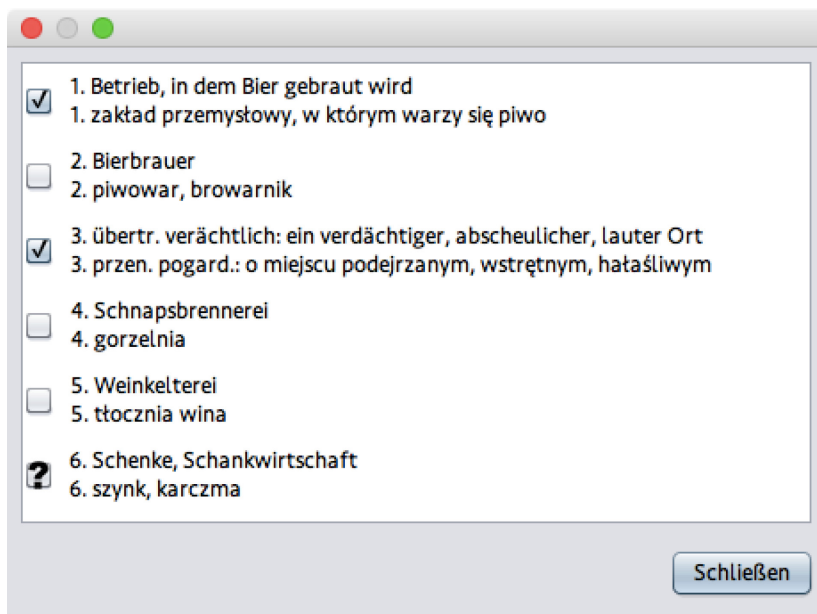 1. Betrieb, in dem Bier gebraut wird
1. zakład przemysłowy, w którym warzy się piwo
2. Bierbrauer
2. piwowar, browarnik
3. übertr. verächtlich: ein verdächtiger, abscheulicher, lauter Ort
3. przen. pogard.: o miejscu podejrzanym, wstrętnym, hałaśliwym
4. Schnapsbrennerei
4. gorzelnia
5. Weinkelterei
5. tłocznia wina
? 6. Schenke, Schankwirtschaft
6. szynk, karczma
Schließen